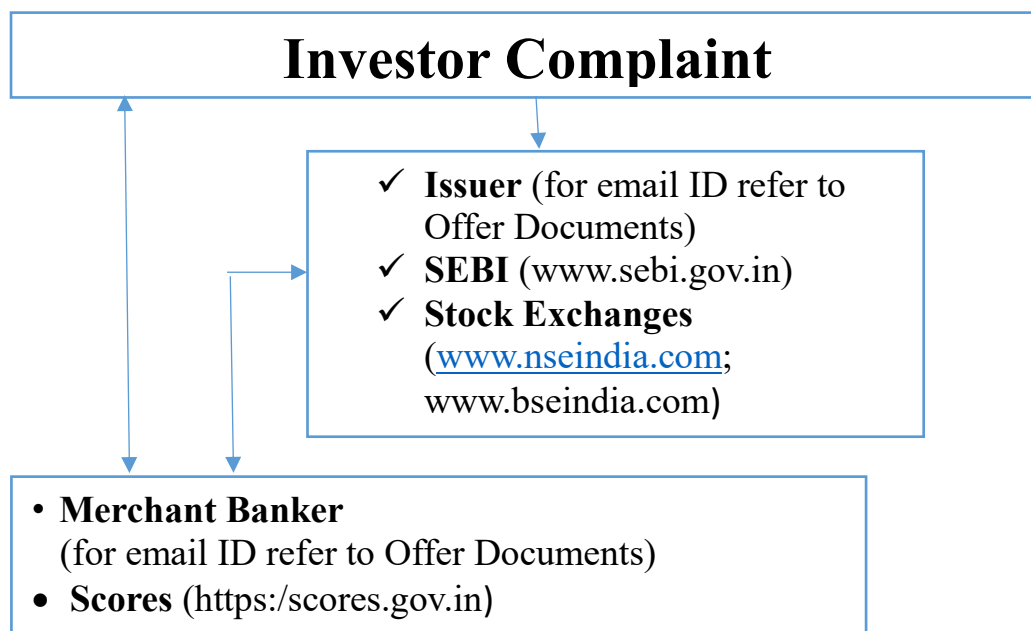 Investor Complaint
✓ Issuer (for email ID refer to
Offer Documents)
✓ SEBI (www.sebi.gov.in)
✓ Stock Exchanges
(www.nseindia.com;
www.bseindia.com)
• Merchant Banker
(for email ID refer to Offer Documents)
• Scores (https:/scores.gov.in)